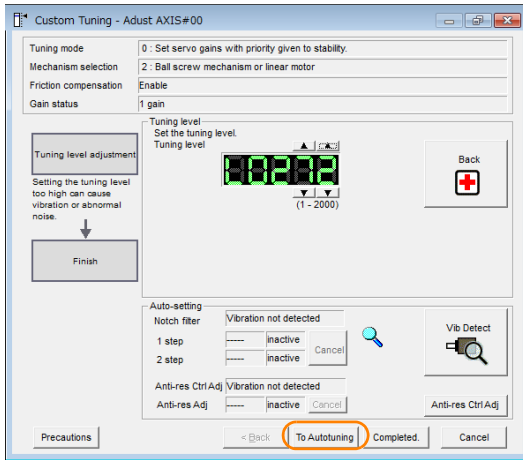 Custom Tuning - Adust AXIS#00
Tuning mode
0 : Set servo gains with priority given to stability.
Mechanism selection
2 : Ball screw mechanism or linear motor
Friction compensation
Enable
Gain status
1 gain
Tuning level adjustment
Setting the tuning level
too high can cause
vibration or abnormal
noise.
Finish
Tuning level
Set the tuning level.
Tuning level
L0272
(1 - 2000)
Back
Auto-setting
Notch filter
Vibration not detected
1 step
-----
inactive
2 step
-----
inactive
Cancel
Anti-res Ctrl Adj
Vibration not detected
Anti-res Adj
-----
inactive
Cancel
Vib Detect
Anti-res Ctrl Adj
Precautions
< Back
To Autotuning
Completed.
Cancel